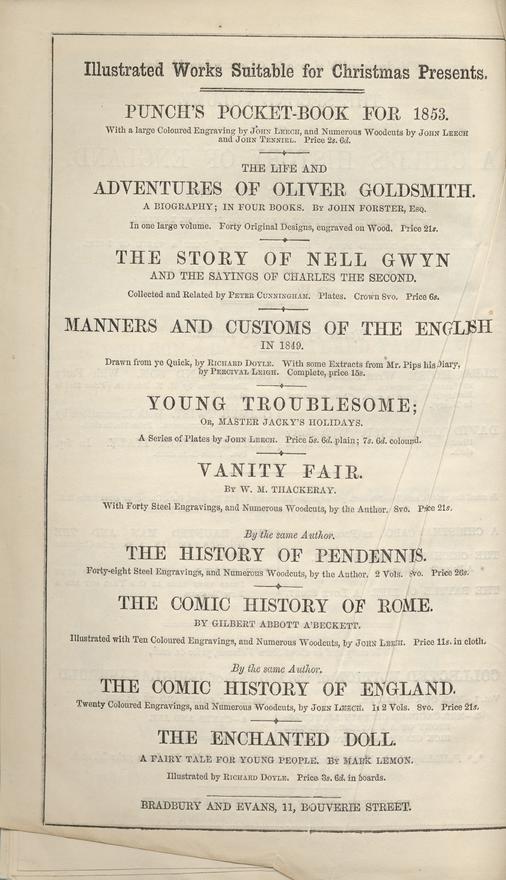 Illustrated Works Suitable for Christmas Presents.
PUNCH'S POCKET-BOOK FOR 1853.
With a large Coloured Engraving by JOHN LEECH, and Numerous Woodcuts by JOHN LEECH
and JOHN TENNIEL. Price 2s. 6d.
THE LIFE AND
ADVENTURES OF OLIVER GOLDSMITH.
A BIOGRAPHY; IN FOUR BOOKS. BY JOHN FORSTER, ESQ.
In one large volume. Forty Original Designs, engraved on Wood. Price 21s.
THE STORY OF NELL GWYN
AND THE SAYINGS OF CHARLES THE SECOND.
Collected and Related by PETER CUNNINGHAM. Plates. Crown 8vo. Price 6s.
MANNERS AND CUSTOMS OF THE ENGLISH
IN 1849.
Drawn from ye Quick, by RICHARD DOYLE. With some Extracts from Mr. Pips his Diary,
by PERCIVAL LEIGH. Complete, price 15s.
YOUNG TROUBLESOME;
OR, MASTER JACKY'S HOLIDAYS.
A Series of Plates by JOHN LEECH. Price 5s. 6d. plain; 7s. 6d. coloured.
VANITY FAIR.
BY W. M. THACKERAY.
With Forty Steel Engravings, and Numerous Woodcuts, by the Author. 8vo. Price 21s.
By the same Author.
THE HISTORY OF PENDENNIS.
Forty-eight Steel Engravings, and Numerous Woodcuts, by the Author. 2 Vols. 8vo. Price 26s.
THE COMIC HISTORY OF ROME.
BY GILBERT ABBOTT A'BECKETT.
Illustrated with Ten Coloured Engravings, and Numerous Woodcuts, by JOHN LEECH. Price 11s. in cloth.
By the same Author.
THE COMIC HISTORY OF ENGLAND.
Twenty Coloured Engravings, and Numerous Woodcuts, by JOHN LEECH. In 2 Vols. 8vo. Price 21s.
THE ENCHANTED DOLL.
A FAIRY TALE FOR YOUNG PEOPLE. BY MARK LEMON.
Illustrated by RICHARD DOYLE. Price 3s. 6d. in boards.
BRADBURY AND EVANS, 11, BOUVERIE STREET.